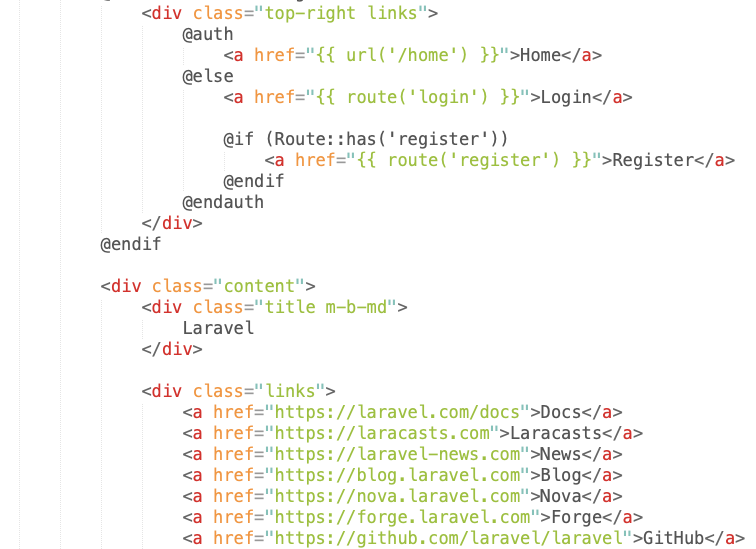 <div class="top-right links">
@auth
<a href="{{ url('/home') }}">Home</a>
@else
<a href="{{ route('login') }}">Login</a>
@if (Route::has('register'))
<a href="{{ route('register') }}">Register</a>
@endif
@endauth
</div>
@endif
<div class="content">
<div class="title m-b-md">
Laravel
</div>
<div class="links">
<a href="https://laravel.com/docs">Docs</a>
<a href="https://laracasts.com">Laracasts</a>
<a href="https://laravel-news.com">News</a>
<a href="https://blog.laravel.com">Blog</a>
<a href="https://nova.laravel.com">Nova</a>
<a href="https://forge.laravel.com">Forge</a>
<a href="https://github.com/laravel/laravel">GitHub</a>